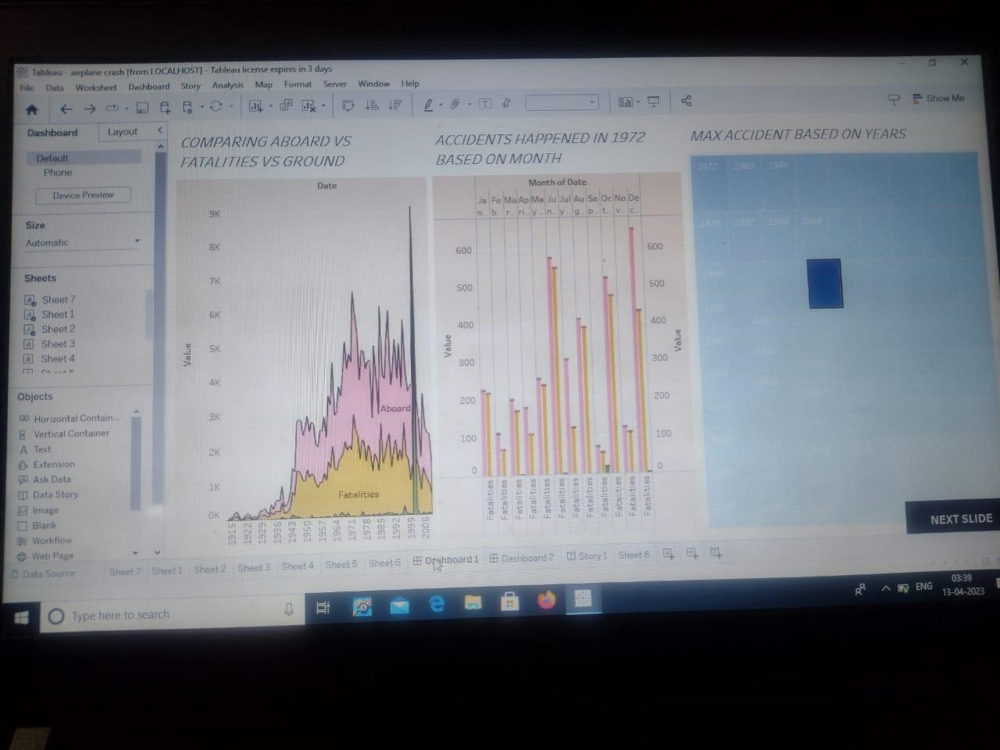 Tableau - airplane crash [from LOCALHOST] - Tableau license expires in 3 days
File Data Worksheet Dashboard Story Analysis Map Format Server Window Help
Show Me
Dashboard Layout
Default
Phone
Device Preview
Size
Automatic
Sheets
Sheet 7
Sheet 1
Sheet 2
Sheet 3
Sheet 4
Objects
Horizontal Contain...
Vertical Container
Text
Extension
Ask Data
Data Story
Image
Blank
Workflow
Web Page
COMPARING ABOARD VS
FATALITIES VS GROUND
Date
Value
9K
8K
7K
6K
5K
4K
3K
2K
1K
0K
Aboard
Fatalities
1915 1922 1929 1936 1943 1950 1957 1964 1971 1978 1985 1992 1999 2006
ACCIDENTS HAPPENED IN 1972
BASED ON MONTH
Month of Date
Ja Fe Ma Ap Ma Ju Jul Au Se Oc No De
n.. b.. r.. ri.. y.. n.. y.. g.. p.. t.. v.. c..
Value
600
500
400
300
200
100
0
600
500
400
300
200
100
0
Value
Fatalities Fatalities Fatalities Fatalities Fatalities Fatalities Fatalities Fatalities Fatalities Fatalities Fatalities Fatalities
MAX ACCIDENT BASED ON YEARS
1972 1968 1989
1976 1992
NEXT SLIDE
Data Source Sheet 7 Sheet 1 Sheet 2 Sheet 3 Sheet 4 Sheet 5 Sheet 6 Dashboard 1 Dashboard 2 Story 1 Sheet 8
Type here to search
ENG
03:39
13-04-2023